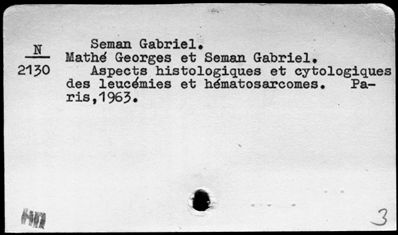 Seman Gabriel.
N
2130
Mathé Georges et Seman Gabriel.
Aspects histologiques et cytologiques
des leucémies et hématosarcomes. Pa-
ris,1963.
3